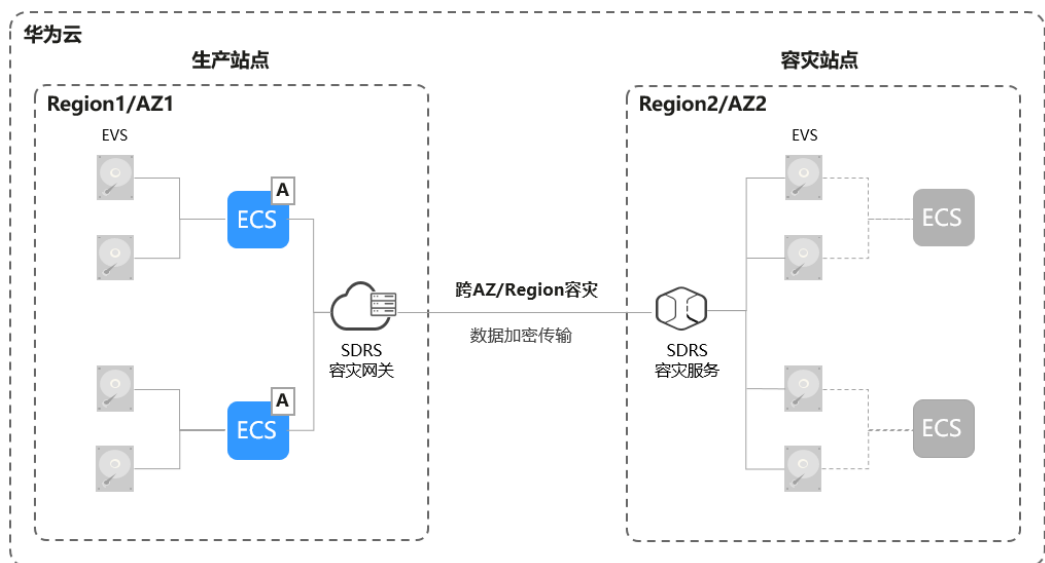 华为云
生产站点
容灾站点
Region1/AZ1
Region2/AZ2
EVS
EVS
A
ECS
ECS
跨AZ/Region容灾
数据加密传输
SDRS
容灾网关
SDRS
容灾服务
A
ECS
ECS